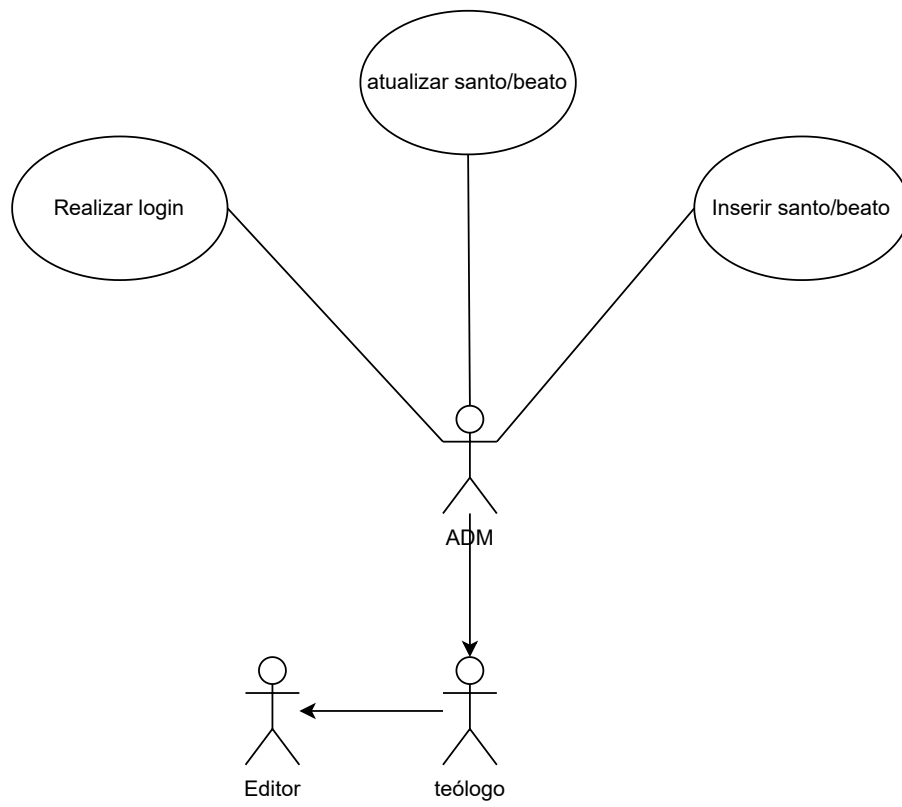 atualizar santo/beato
Realizar login
Inserir santo/beato
ADM
Editor
teólogo